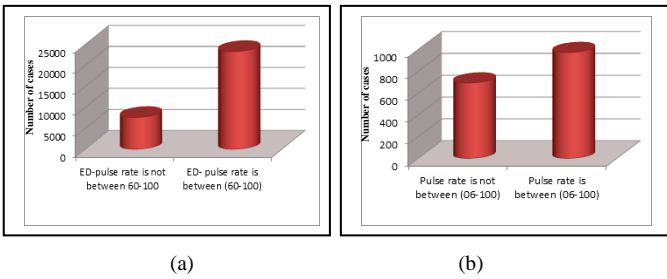 Number of cases
25000
20000
15000
10000
5000
0
ED-pulse rate is not
between 60-100
ED- pulse rate is
between (60-100)
(a)
Number of cases
1000
800
600
400
200
0
Pulse rate is not
between (06-100)
Pulse rate is
between (06-100)
(b)